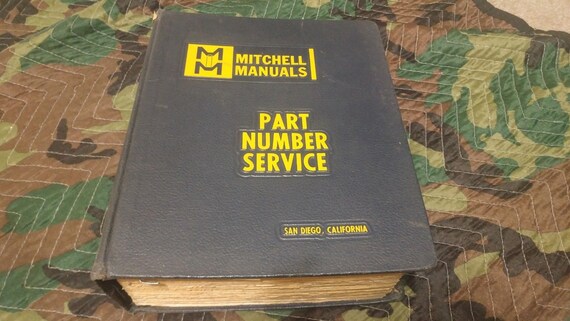 MITCHELL
MANUALS
PART
NUMBER
SERVICE
SAN DIEGO, CALIFORNIA